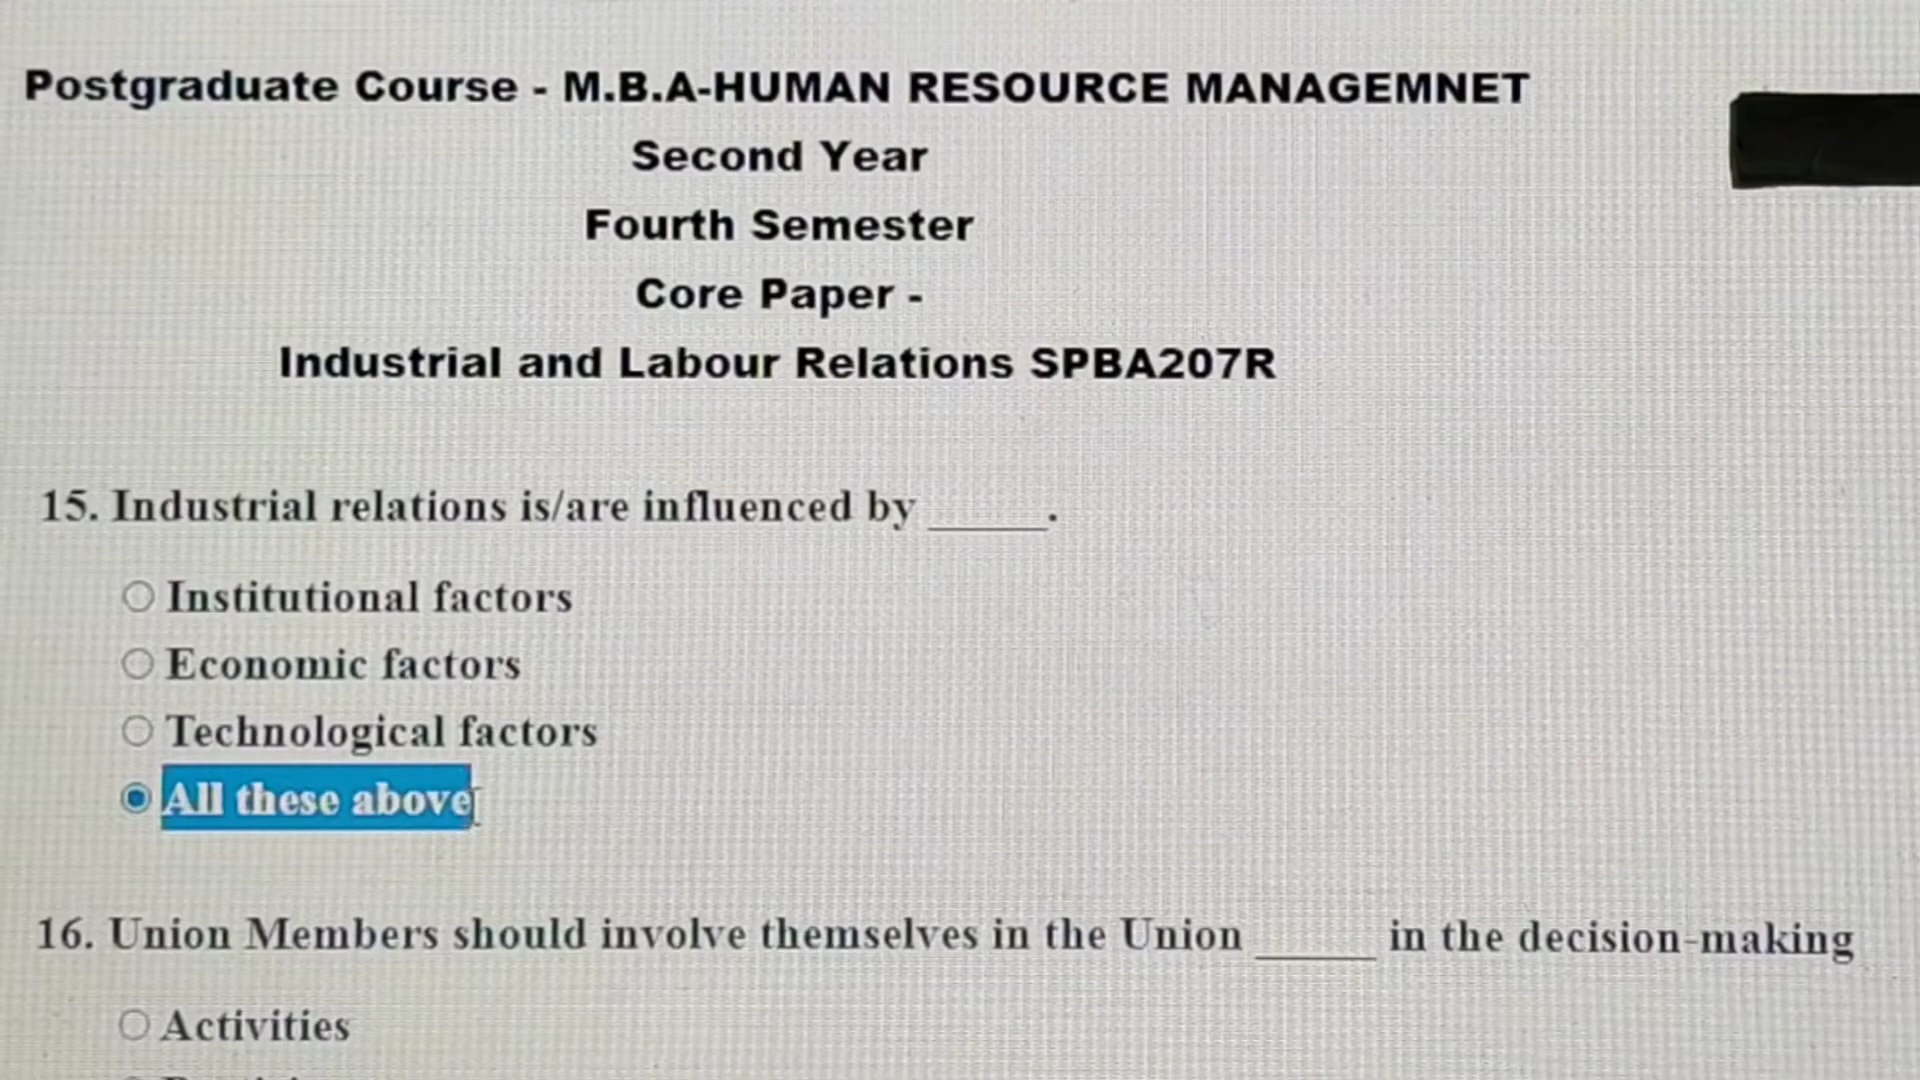 Postgraduate Course - M.B.A-HUMAN RESOURCE MANAGEMNET
Second Year
Fourth Semester
Core Paper -
Industrial and Labour Relations SPBA207R
15. Industrial relations is/are influenced by ______.
Institutional factors
Economic factors
Technological factors
All these above
16. Union Members should involve themselves in the Union ______ in the decision-making
Activities